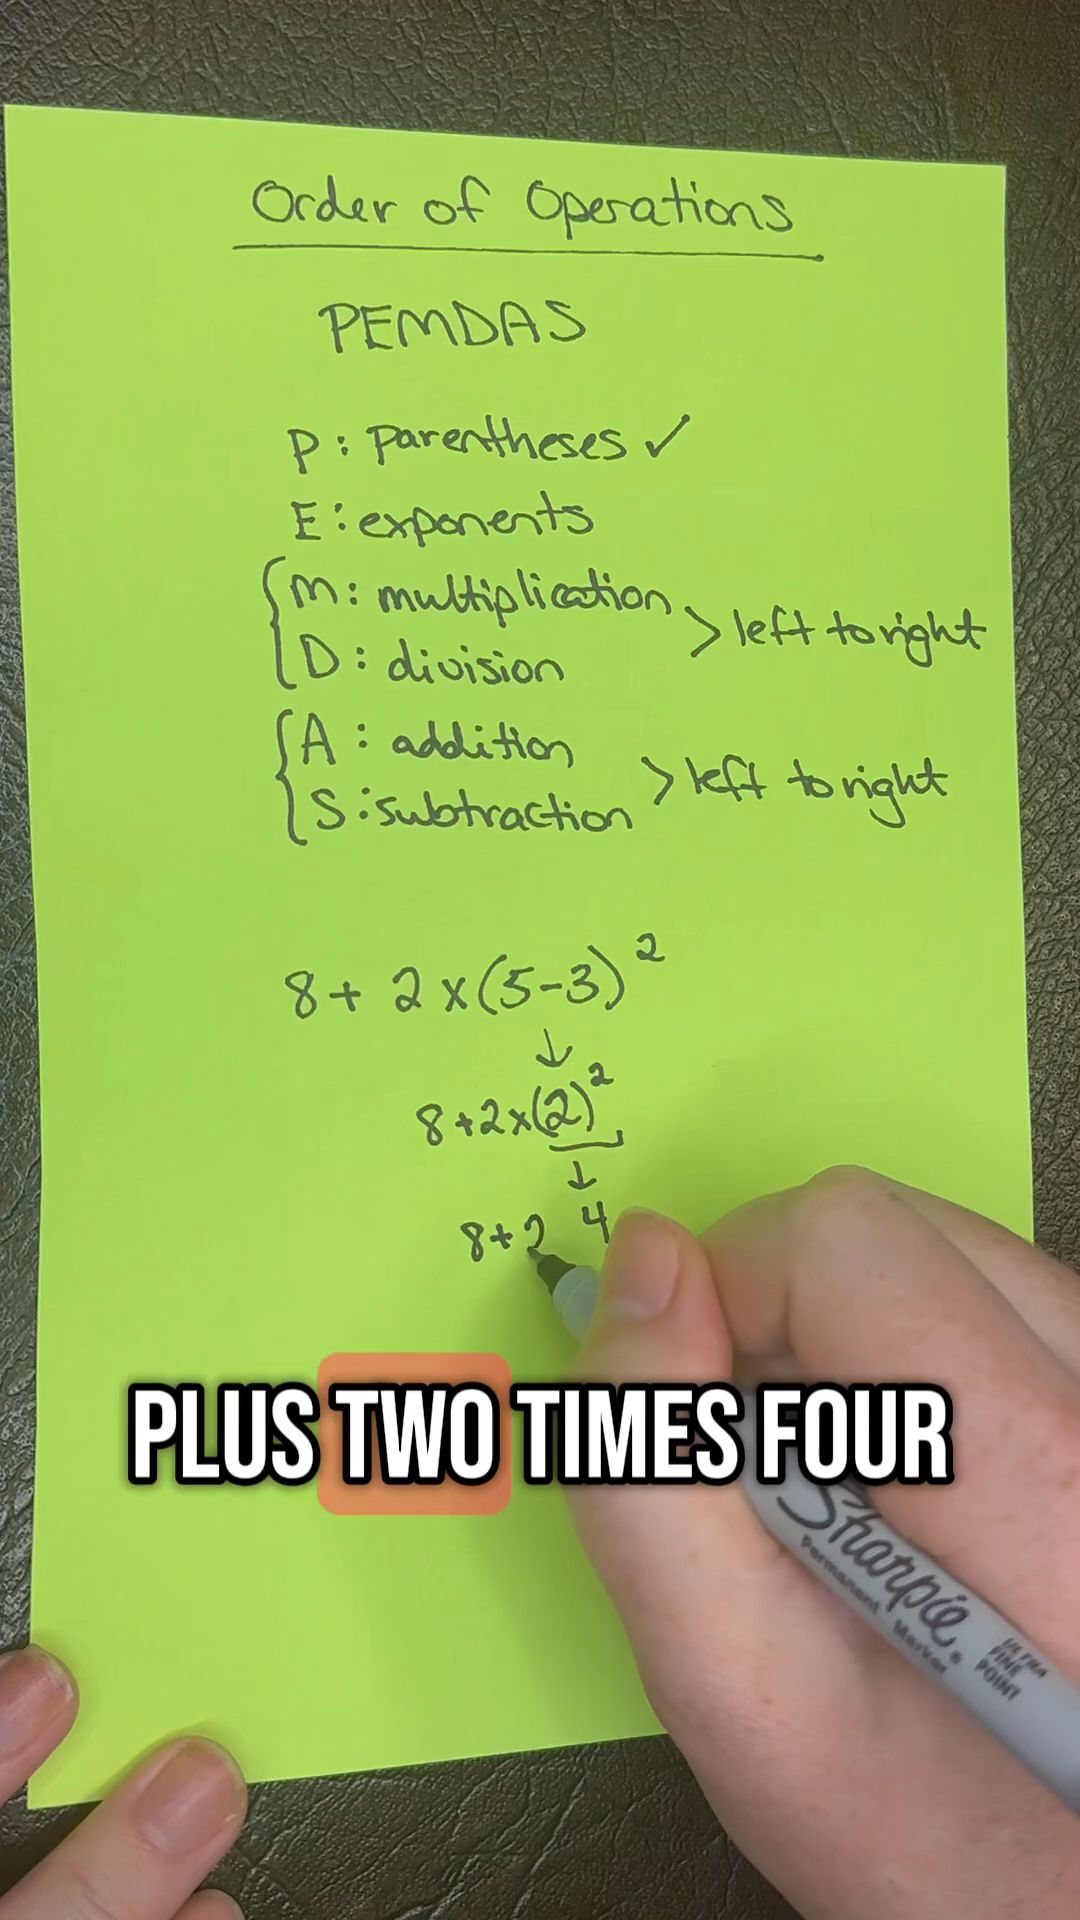 Order of Operations
PEMDAS
P: parentheses ✓
E: exponents
M: multiplication
D: division
> left to right
A: addition
S: subtraction
> left to right
8 + 2 x (5-3)²
↓
8+2x(2)²
↓
8+2 4
PLUS TWO TIMES FOUR
Sharpie®
Permanent Marker
ULTRA
FINE
POINT